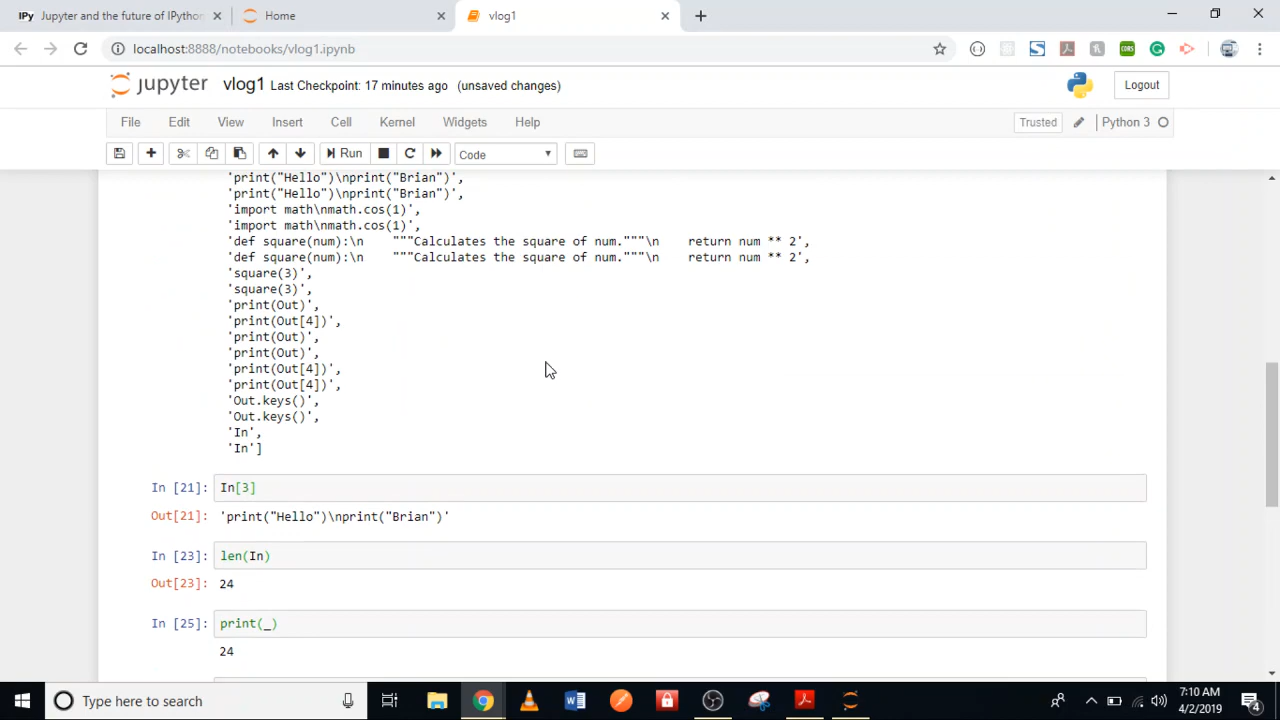 IPy Jupyter and the future of IPython
Home
vlog1
localhost:8888/notebooks/vlog1.ipynb
CORS
jupyter vlog1 Last Checkpoint: 17 minutes ago (unsaved changes)
Logout
File Edit View Insert Cell Kernel Widgets Help
Trusted Python 3
Run Code
'print("Hello")\nprint("Brian")',
'print("Hello")\nprint("Brian")',
'import math\nmath.cos(1)',
'import math\nmath.cos(1)',
'def square(num):\n    """Calculates the square of num."""\n    return num ** 2',
'def square(num):\n    """Calculates the square of num."""\n    return num ** 2',
'square(3)',
'square(3)',
'print(Out)',
'print(Out[4])',
'print(Out)',
'print(Out)',
'print(Out[4])',
'print(Out[4])',
'Out.keys()',
'Out.keys()',
'In',
'In']
In [21]: In[3]
Out[21]: 'print("Hello")\nprint("Brian")'
In [23]: len(In)
Out[23]: 24
In [25]: print(_)
24
Type here to search
7:10 AM
4/2/2019
4